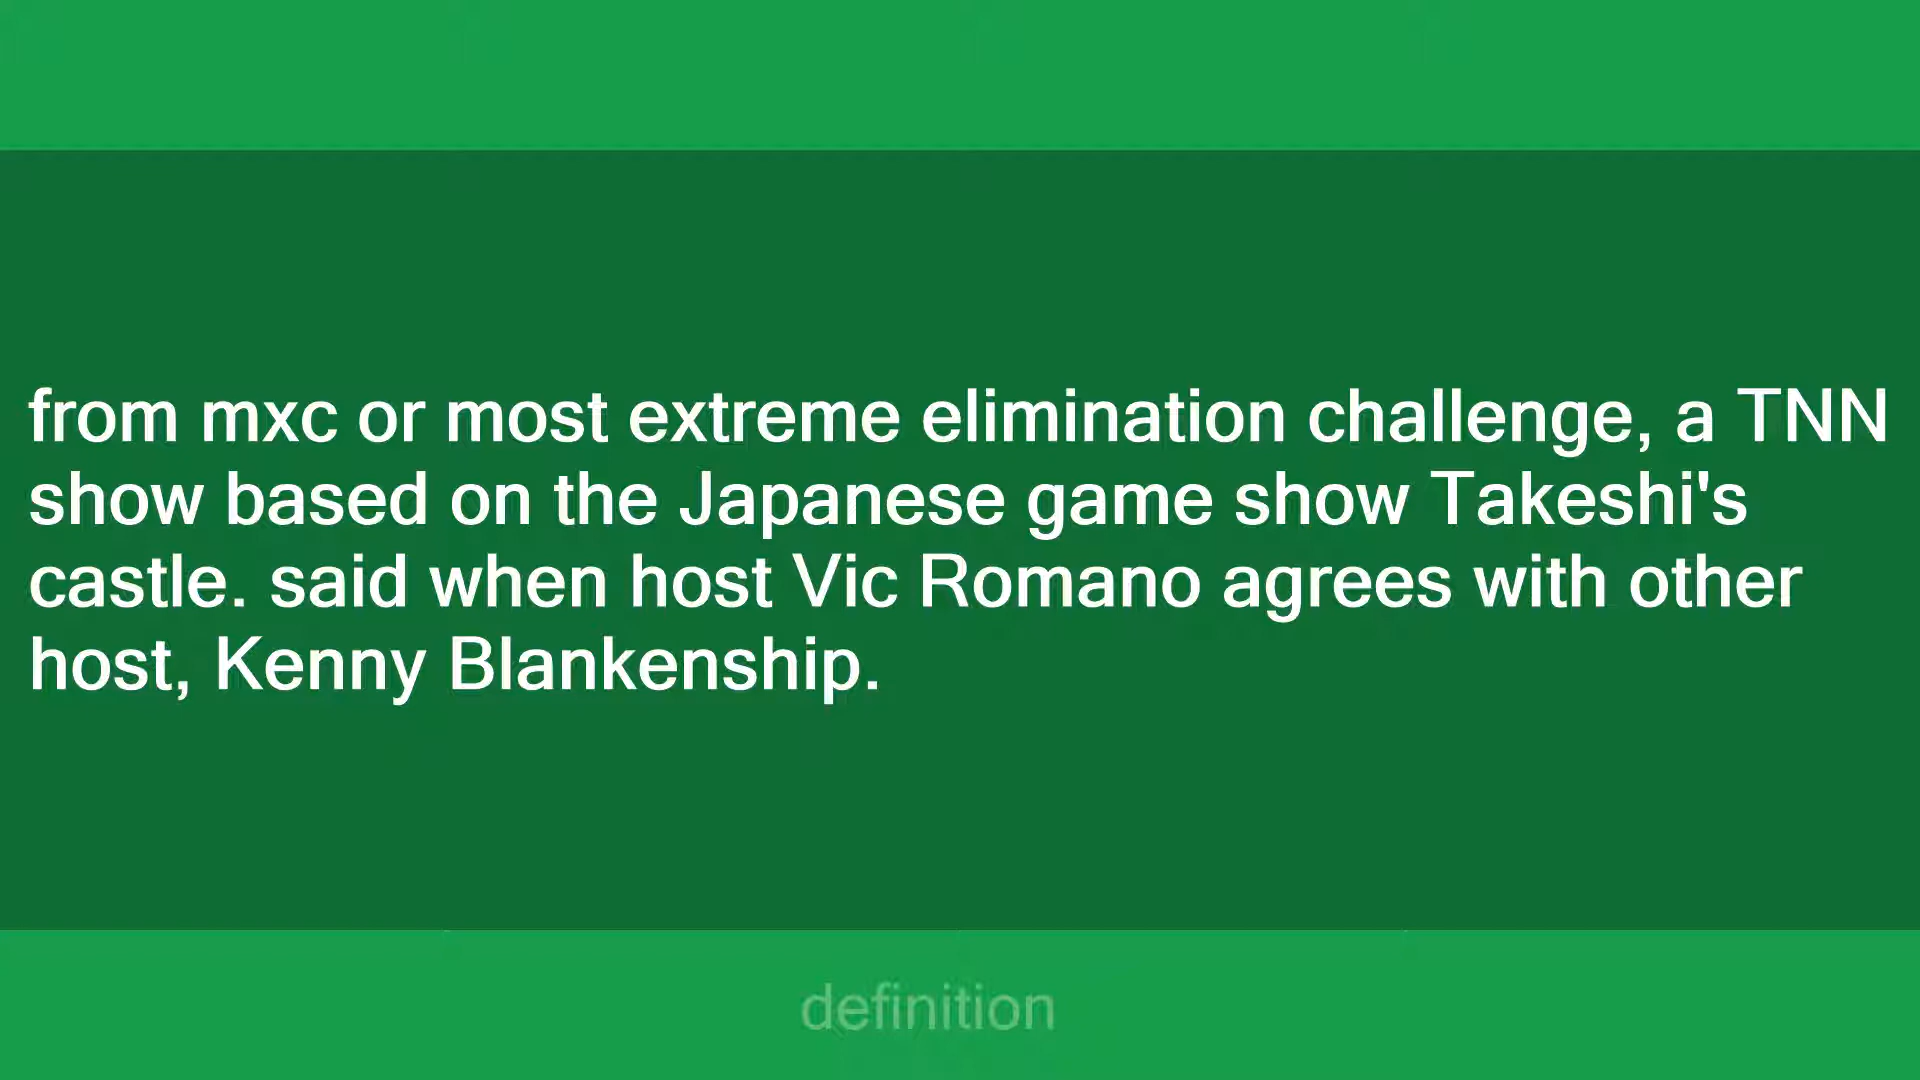 from mxc or most extreme elimination challenge, a TNN
show based on the Japanese game show Takeshi's
castle. said when host Vic Romano agrees with other
host, Kenny Blankenship.
definition